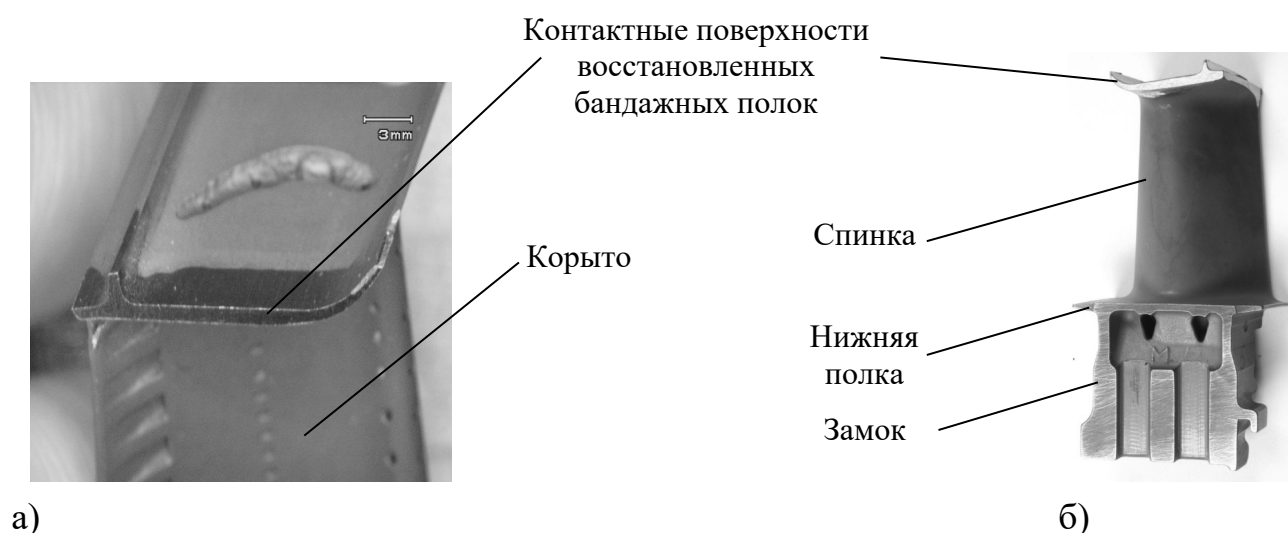 Контактные поверхности
восстановленных
бандажных полок
3mm
Спинка
Корыто
Нижняя
полка
Замок
а)
б)